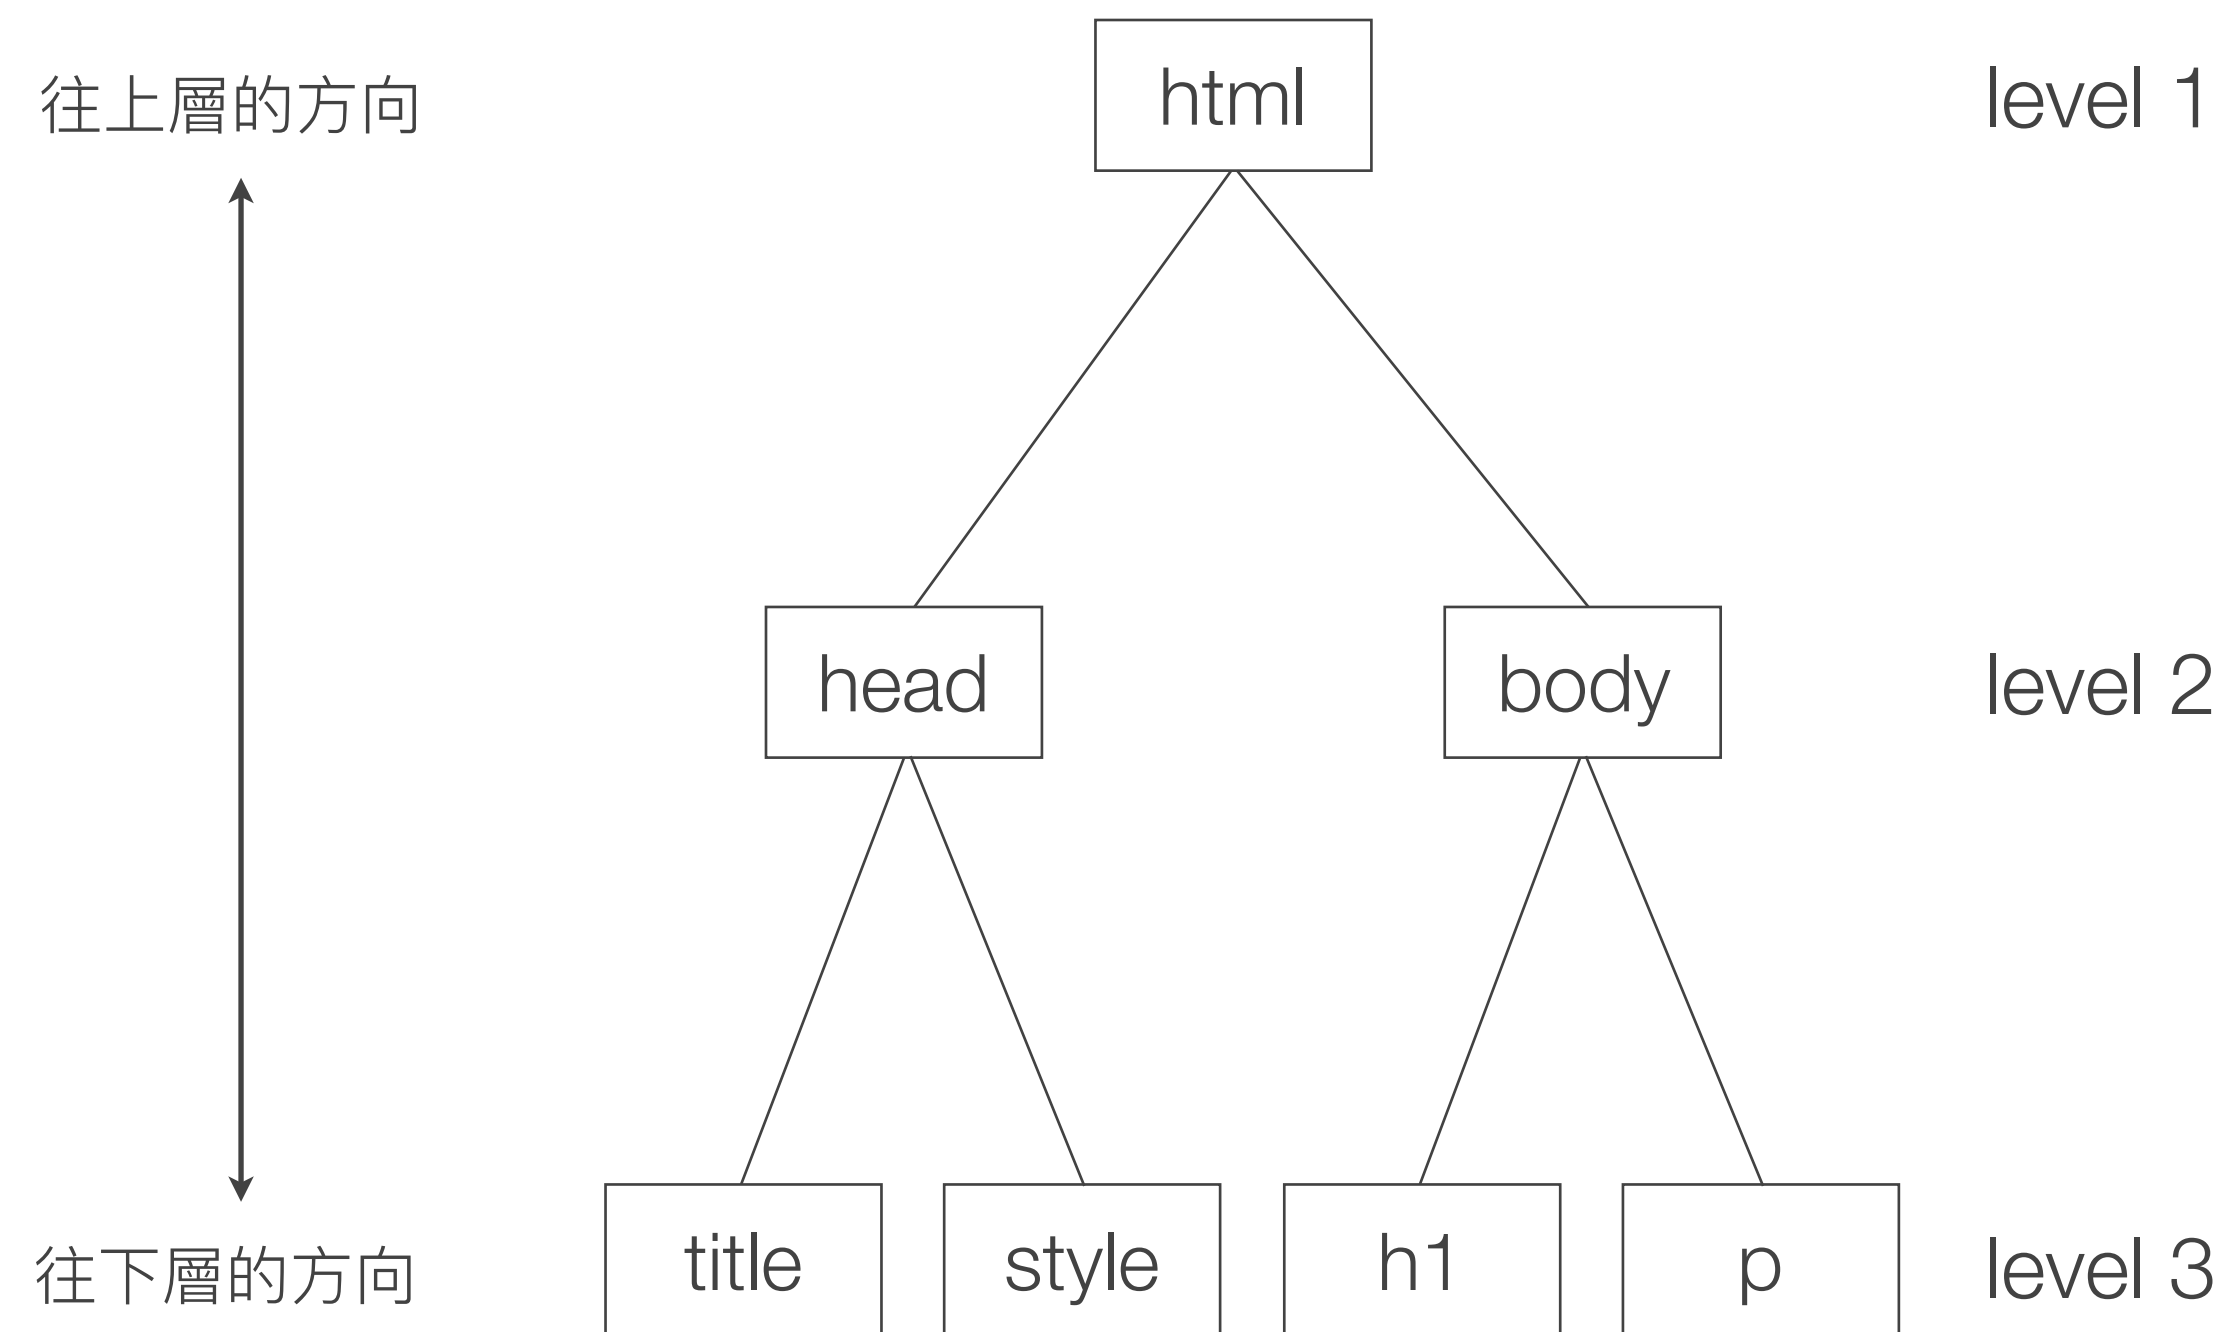 往上層的方向
html
level 1
head
body
level 2
往下層的方向
title
style
h1
p
level 3